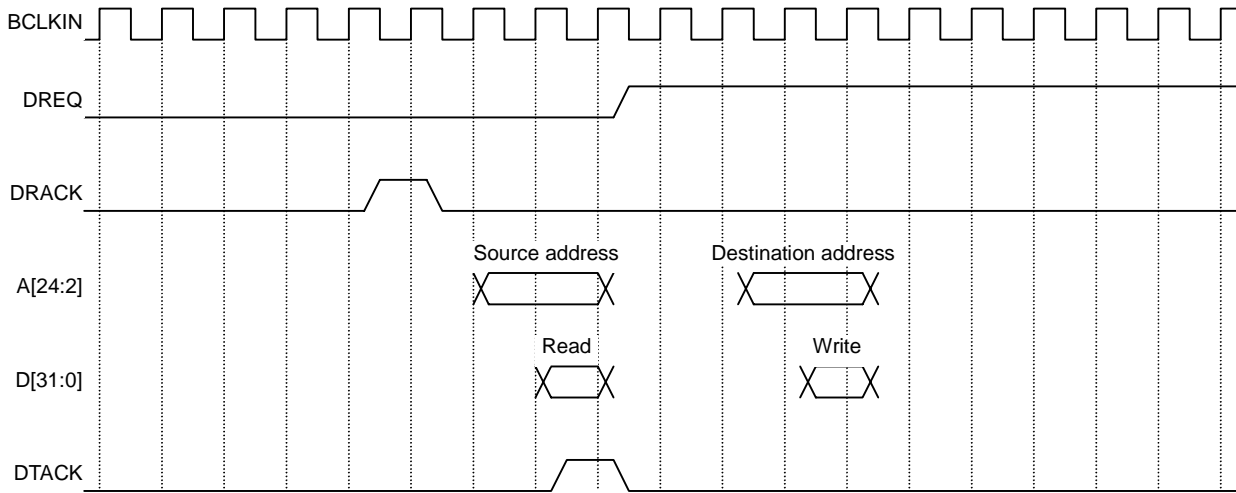 BCLKIN
DREQ
DRACK
Source address Destination address
A[24:2]
Read Write
D[31:0]
DTACK